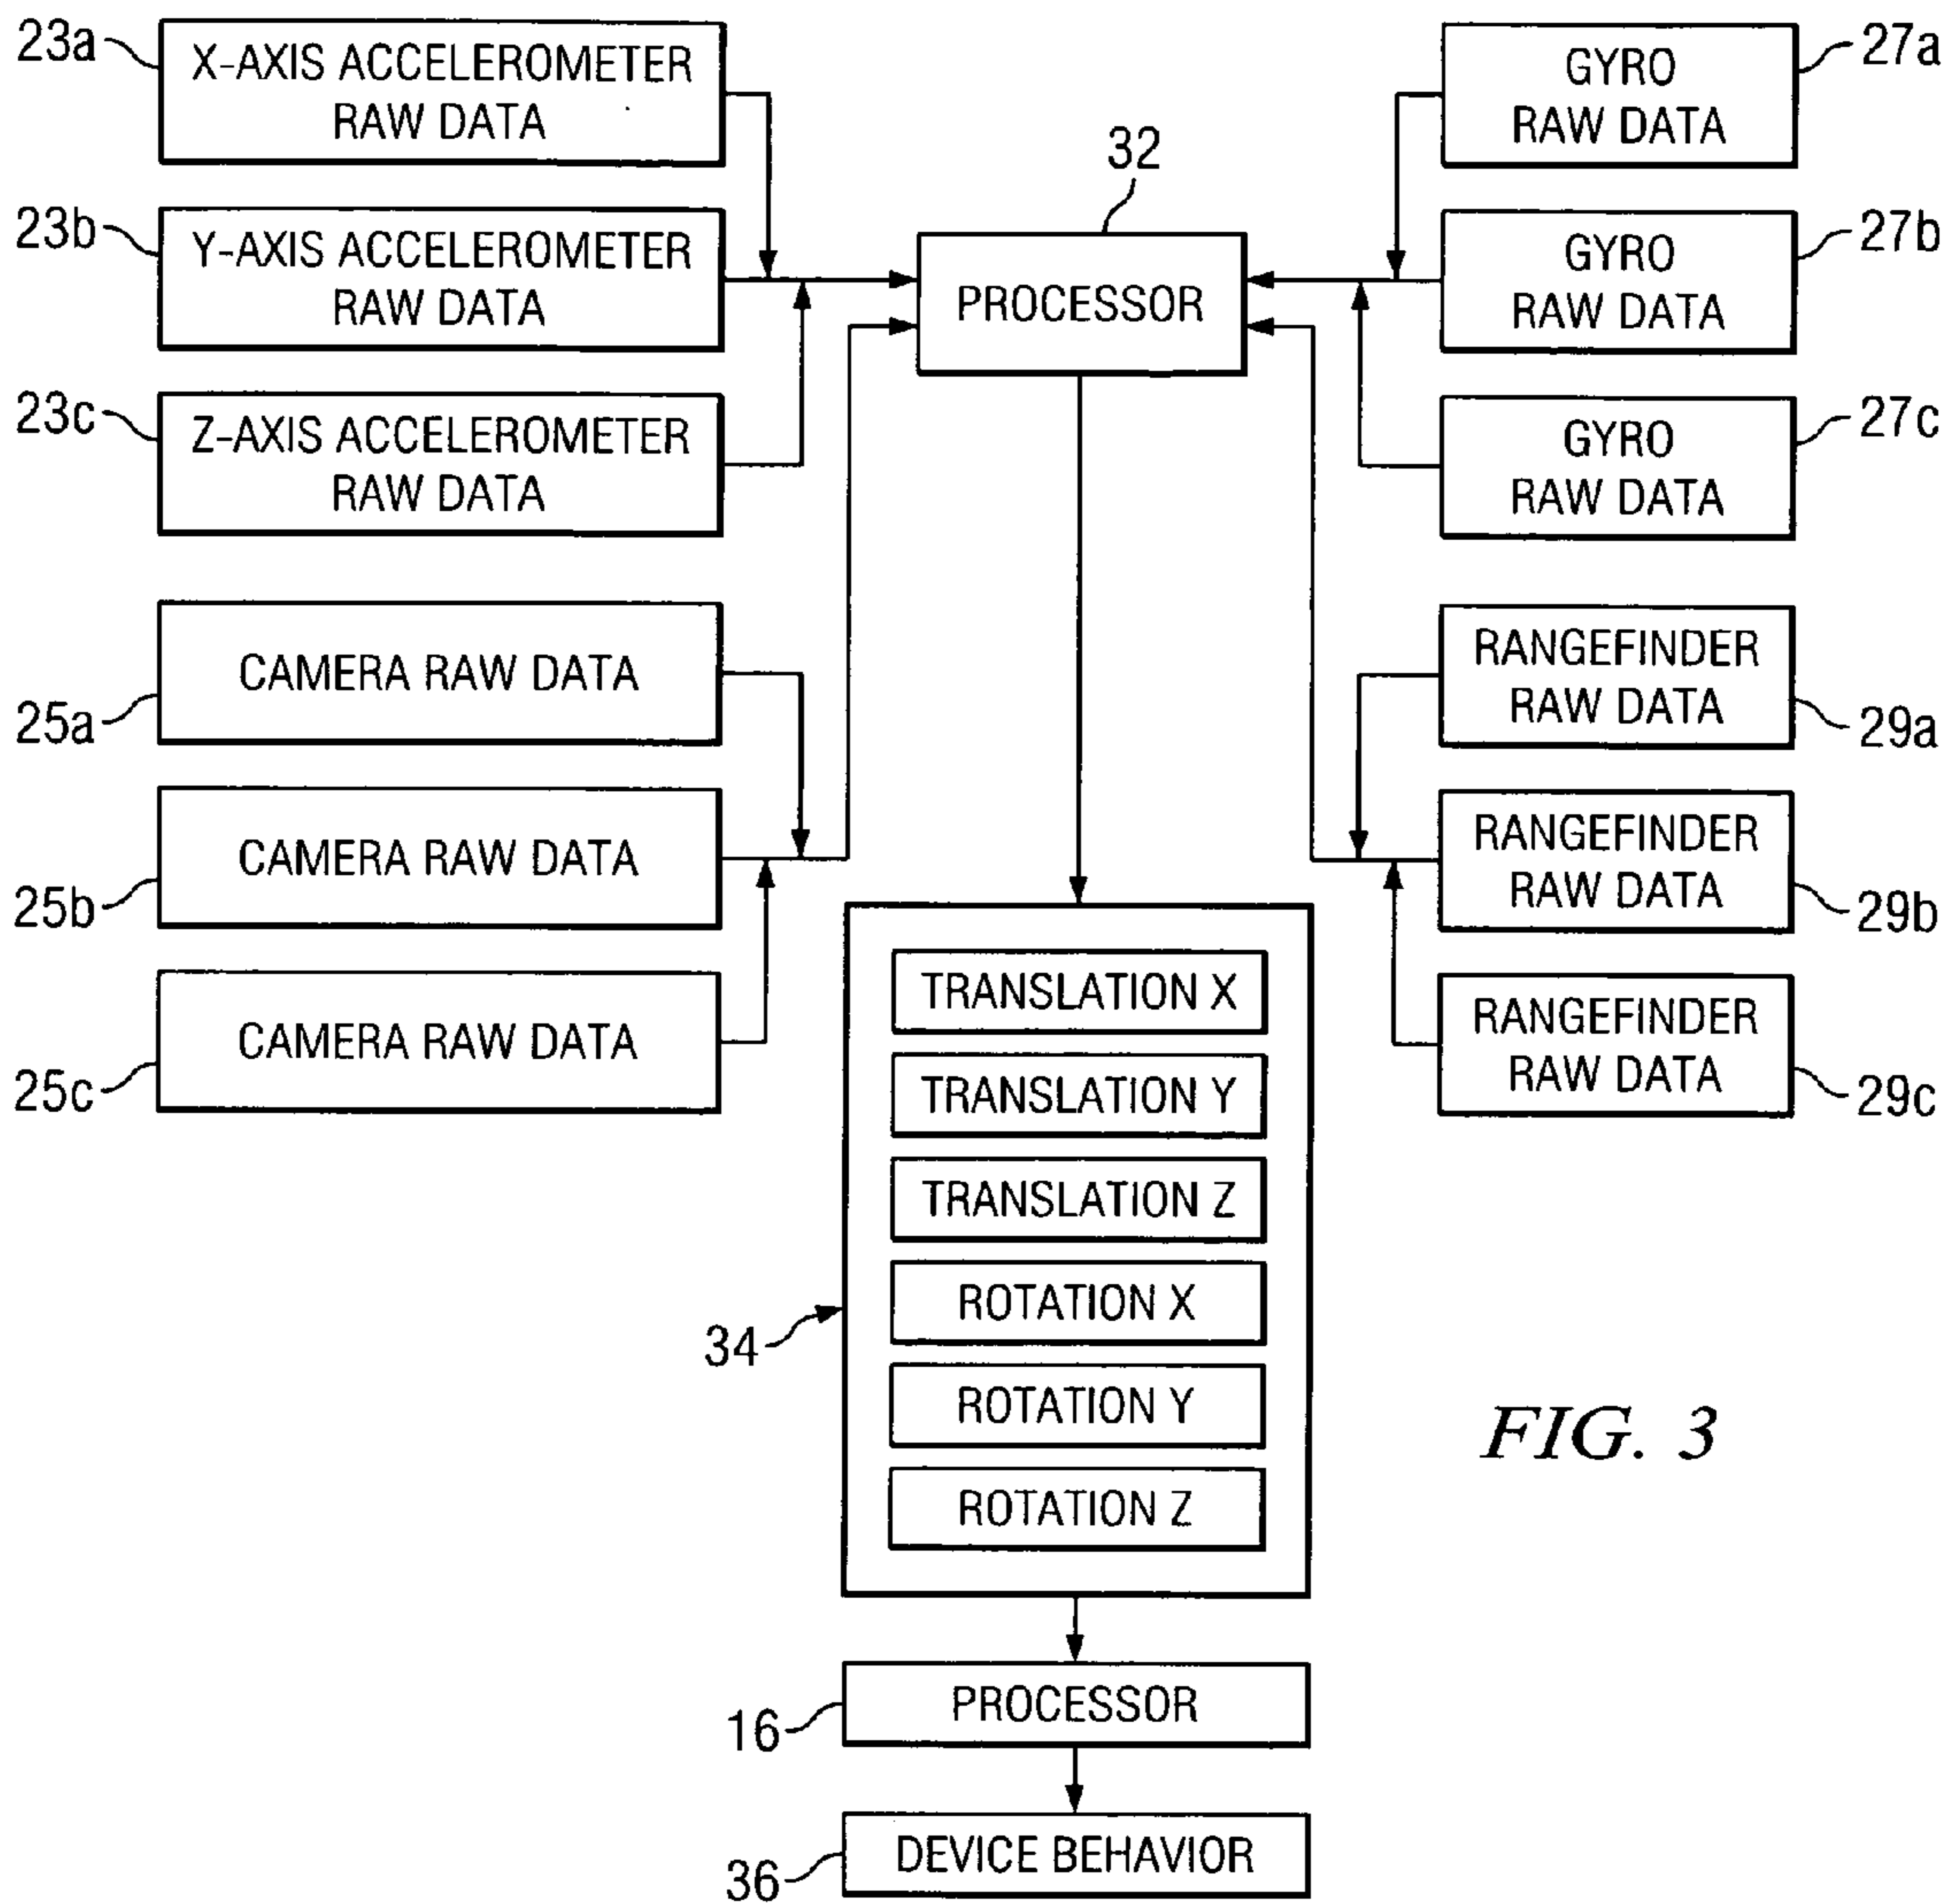 23a
X-AXIS ACCELEROMETER
RAW DATA
23b
Y-AXIS ACCELEROMETER
RAW DATA
23c
Z-AXIS ACCELEROMETER
RAW DATA
25a
CAMERA RAW DATA
25b
CAMERA RAW DATA
25c
CAMERA RAW DATA
32
PROCESSOR
27a
GYRO
RAW DATA
27b
GYRO
RAW DATA
27c
GYRO
RAW DATA
29a
RANGEFINDER
RAW DATA
29b
RANGEFINDER
RAW DATA
29c
RANGEFINDER
RAW DATA
34
TRANSLATION X
TRANSLATION Y
TRANSLATION Z
ROTATION X
ROTATION Y
ROTATION Z
16
PROCESSOR
36
DEVICE BEHAVIOR
FIG. 3